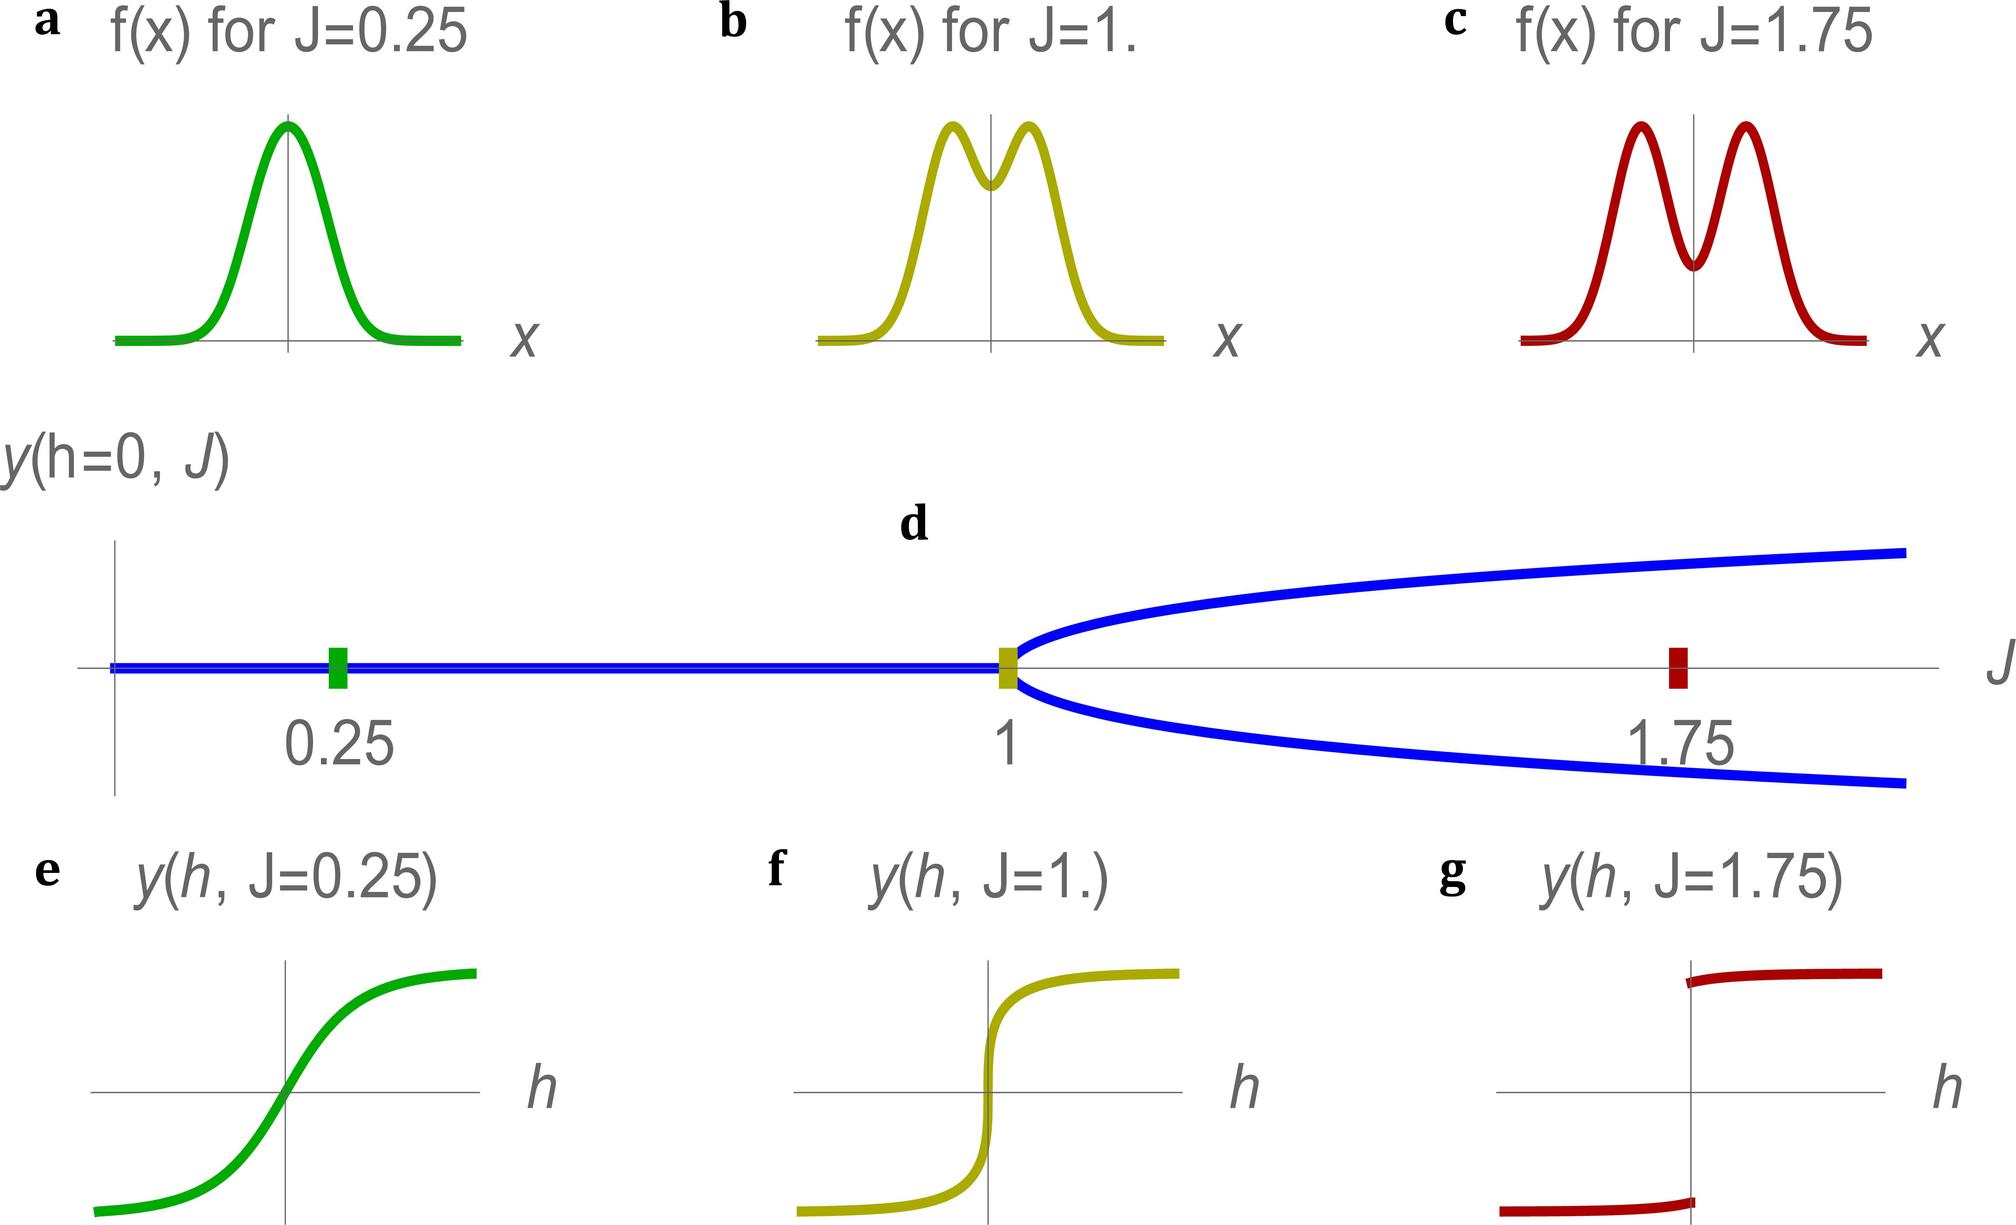 a f(x) for J=0.25
b f(x) for J=1.
c f(x) for J=1.75
x
x
x
y(h=0, J)
d
J
0.25
1
1.75
e y(h, J=0.25)
f y(h, J=1.)
g y(h, J=1.75)
h
h
h